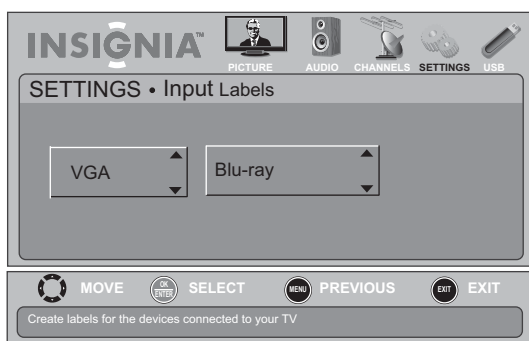 INSIGNIA™
PICTURE AUDIO CHANNELS SETTINGS USB
SETTINGS • Input Labels
VGA Blu-ray
MOVE OK ENTER SELECT MENU PREVIOUS EXIT EXIT
Create labels for the devices connected to your TV